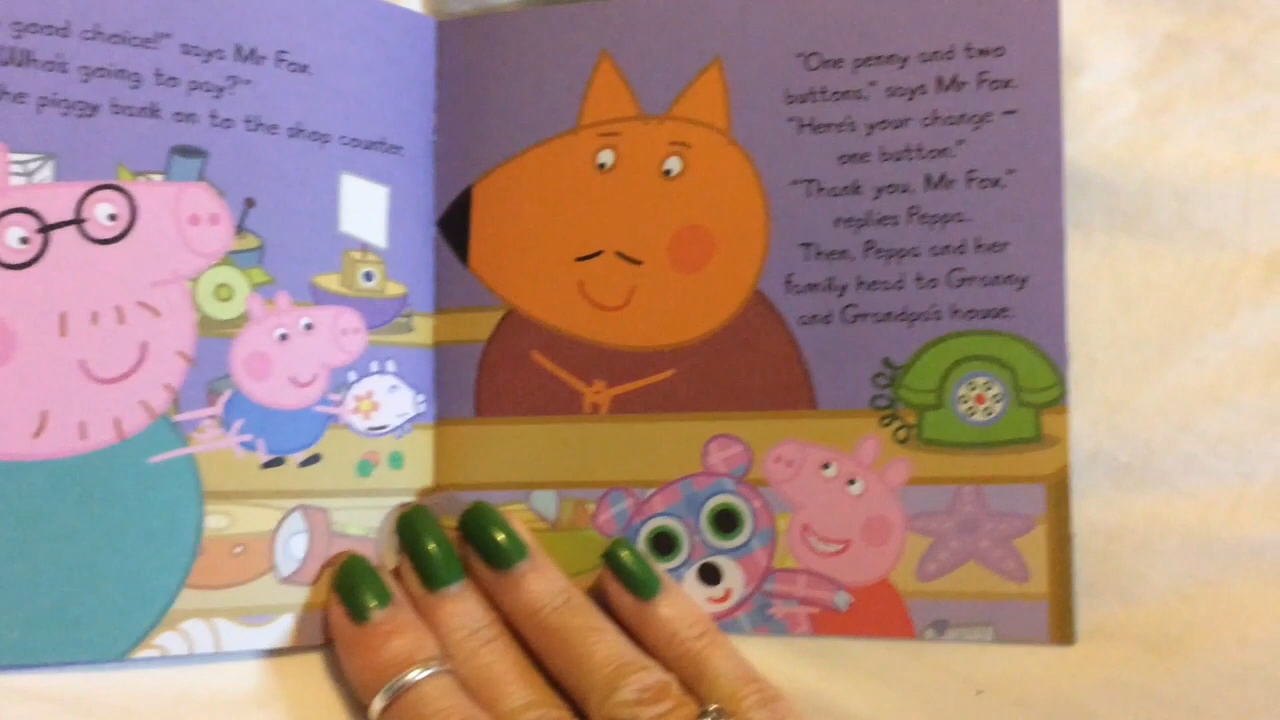 good choice!" says Mr Fox.
"Who's going to pay?"
the piggy bank on to the shop counter.
"One penny and two
buttons," says Mr Fox.
"Here's your change –
one button."
"Thank you, Mr Fox,"
replies Peppa.
Then, Peppa and her
family head to Granny
and Grandpa's house.